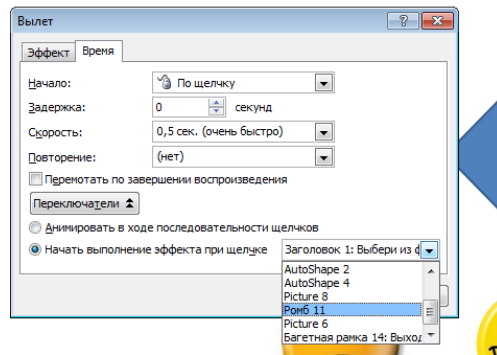 Вылет
Эффект Время
Начало: По щелчку
Задержка: 0 секунд
Скорость: 0,5 сек. (очень быстро)
Повторение: (нет)
Перемотать по завершении воспроизведения
Переключатели
Анимировать в ходе последовательности щелчков
Начать выполнение эффекта при щелчке Заголовок 1: Выбери из ф
AutoShape 2
AutoShape 4
Picture 8
Ромб 11
Picture 6
Багетная рамка 14: Выход